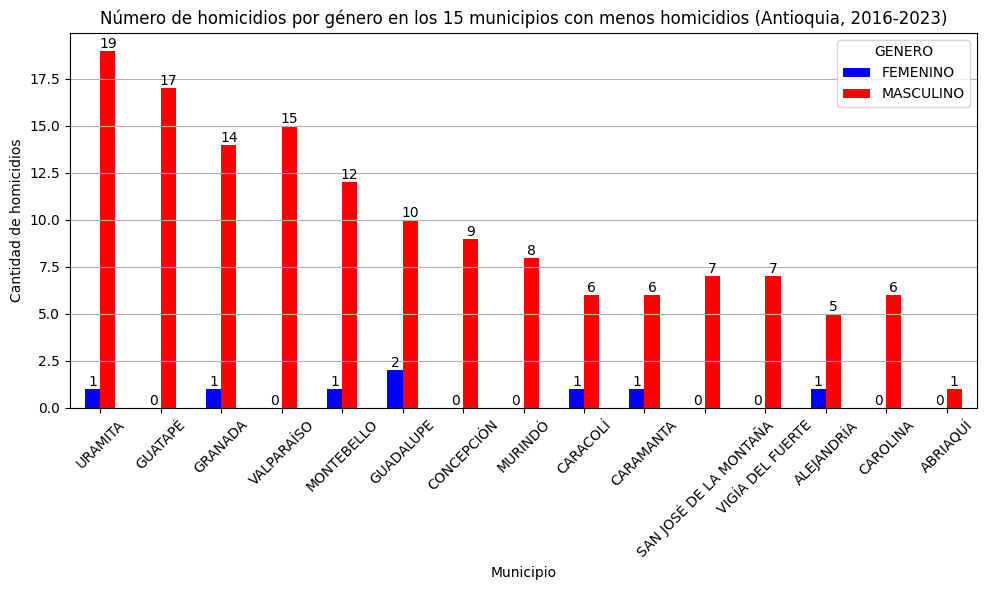 Número de homicidios por género en los 15 municipios con menos homicidios (Antioquia, 2016-2023)
GENERO
FEMENINO
MASCULINO
Cantidad de homicidios
17.5
15.0
12.5
10.0
7.5
5.0
2.5
0.0
1 19
0 17
1 14
0 15
1 12
2 10
0 9
0 8
1 6
1 6
0 7
0 7
1 5
0 6
0 1
URAMITA
GUATAPÉ
GRANADA
VALPARAÍSO
MONTEBELLO
GUADALUPE
CONCEPCIÓN
MURINDÓ
CARACOLÍ
CARAMANTA
SAN JOSÉ DE LA MONTAÑA
VIGÍA DEL FUERTE
ALEJANDRÍA
CAROLINA
ABRIAQUÍ
Municipio